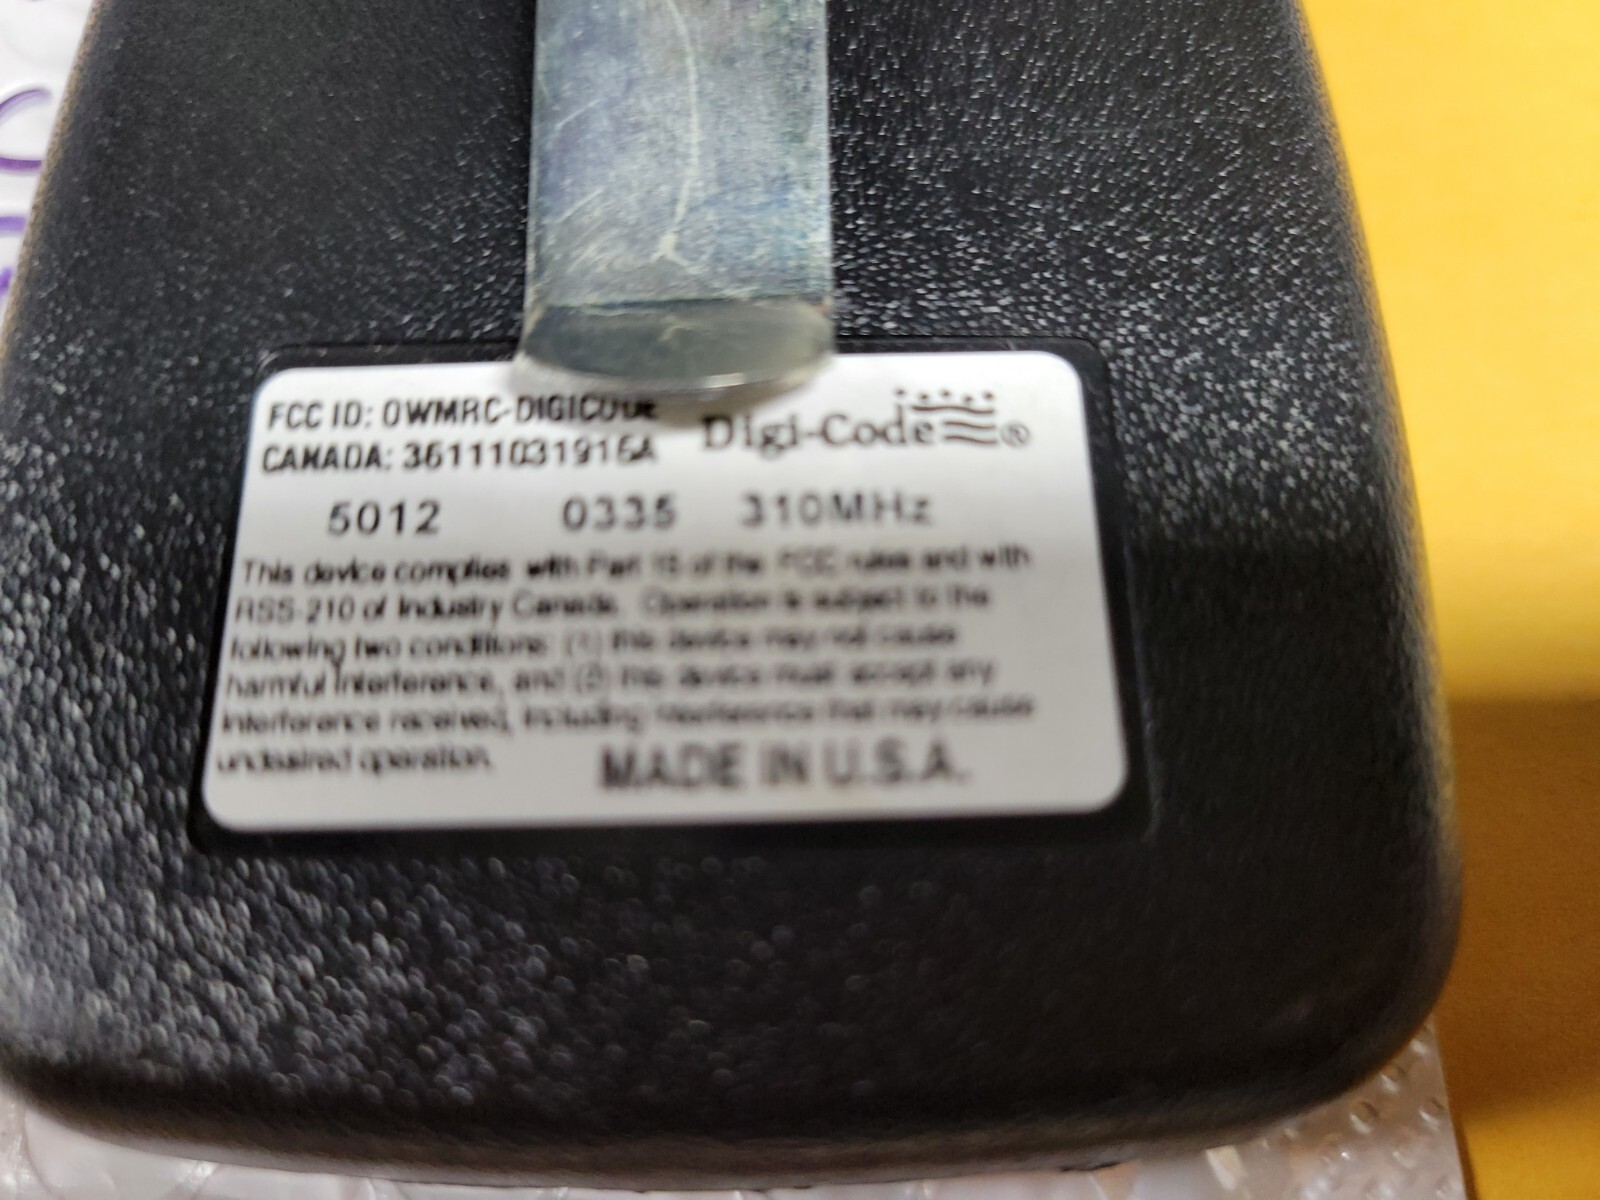 FCC ID: OWMRC-DIGICODE
CANADA: 36111031915A
Digi-Code®
5012 0335 310MHz
This device complies with Part 15 of the FCC rules and with
RSS-210 of Industry Canada. Operation is subject to the
following two conditions: (1) this device may not cause
harmful interference, and (2) this device must accept any
interference received, including interference that may cause
undesired operation.
MADE IN U.S.A.